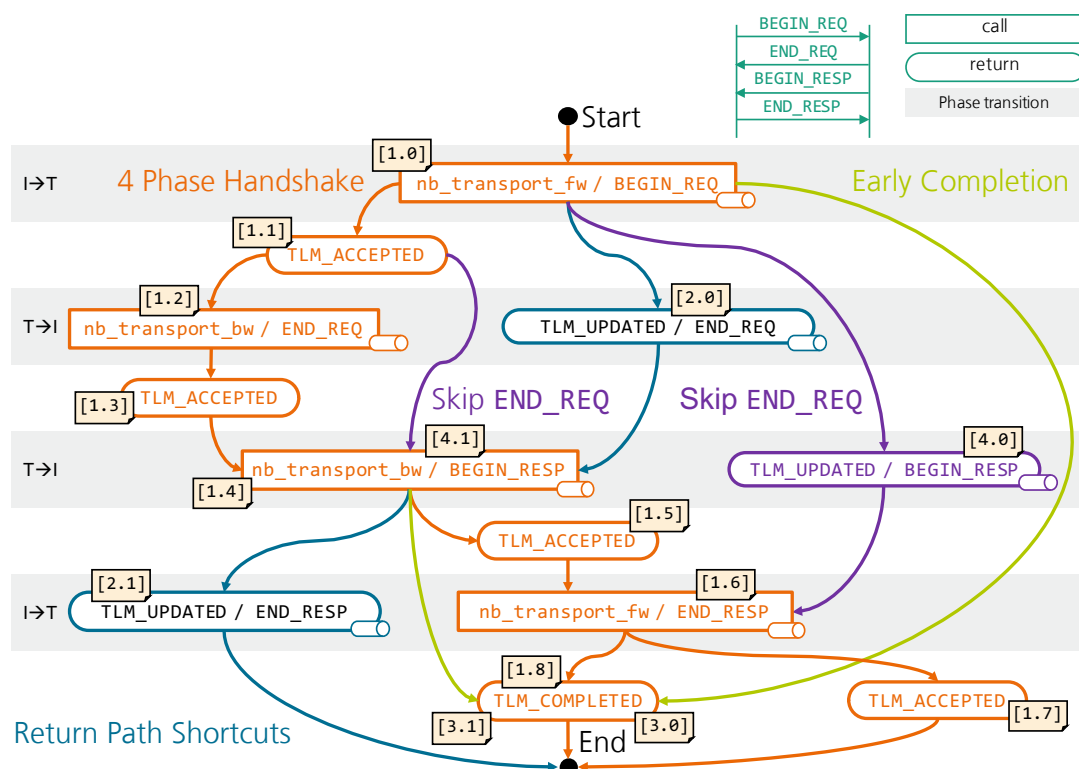 BEGIN_REQ
END_REQ
BEGIN_RESP
END_RESP
call
return
Phase transition
Start
[1.0]
I→T
4 Phase Handshake
nb_transport_fw / BEGIN_REQ
Early Completion
[1.1]
TLM_ACCEPTED
[1.2]
[2.0]
T→I
nb_transport_bw / END_REQ
TLM_UPDATED / END_REQ
TLM_ACCEPTED
[1.3]
Skip END_REQ
Skip END_REQ
[4.1]
[4.0]
T→I
nb_transport_bw / BEGIN_RESP
TLM_UPDATED / BEGIN_RESP
[1.4]
[1.5]
TLM_ACCEPTED
[2.1]
[1.6]
I→T
TLM_UPDATED / END_RESP
nb_transport_fw / END_RESP
[1.8]
TLM_COMPLETED
TLM_ACCEPTED
[3.1]
[3.0]
[1.7]
Return Path Shortcuts
End